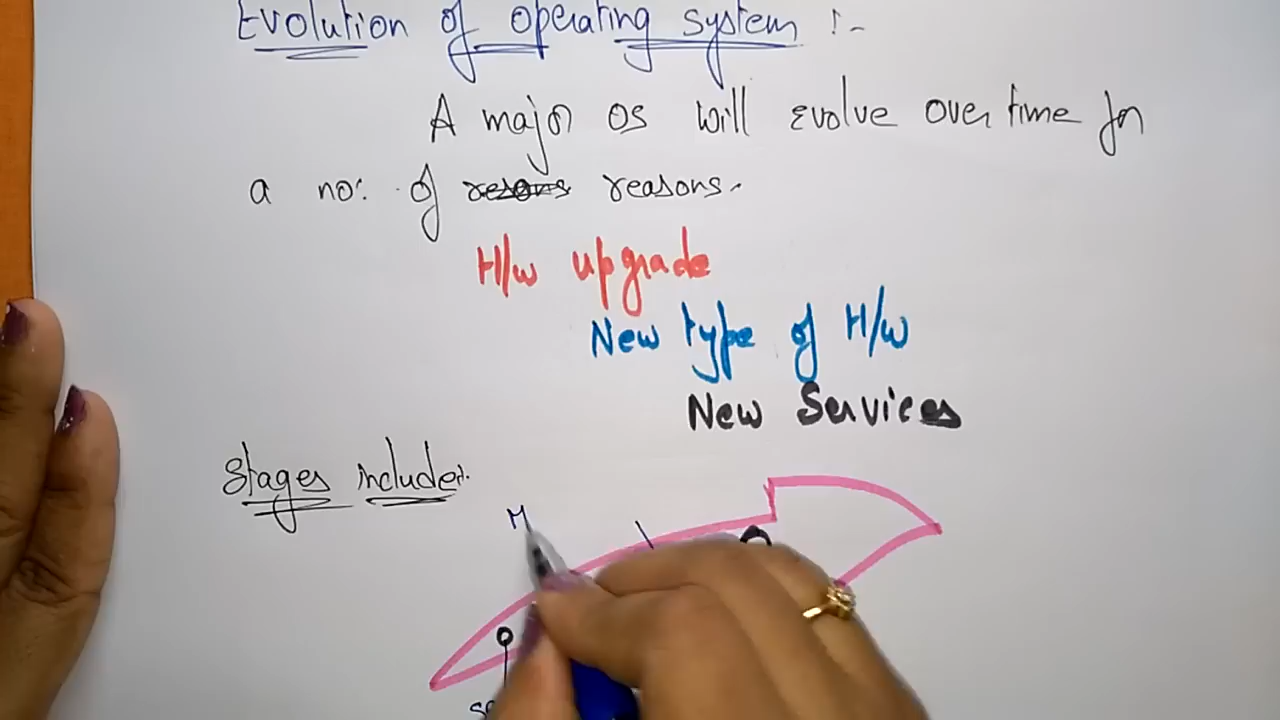 Evolution of operating system :-
A major os will evolve over time for
a no: of resons reasons.
H/w upgrade
New type of H/w
New Services
Stages include: